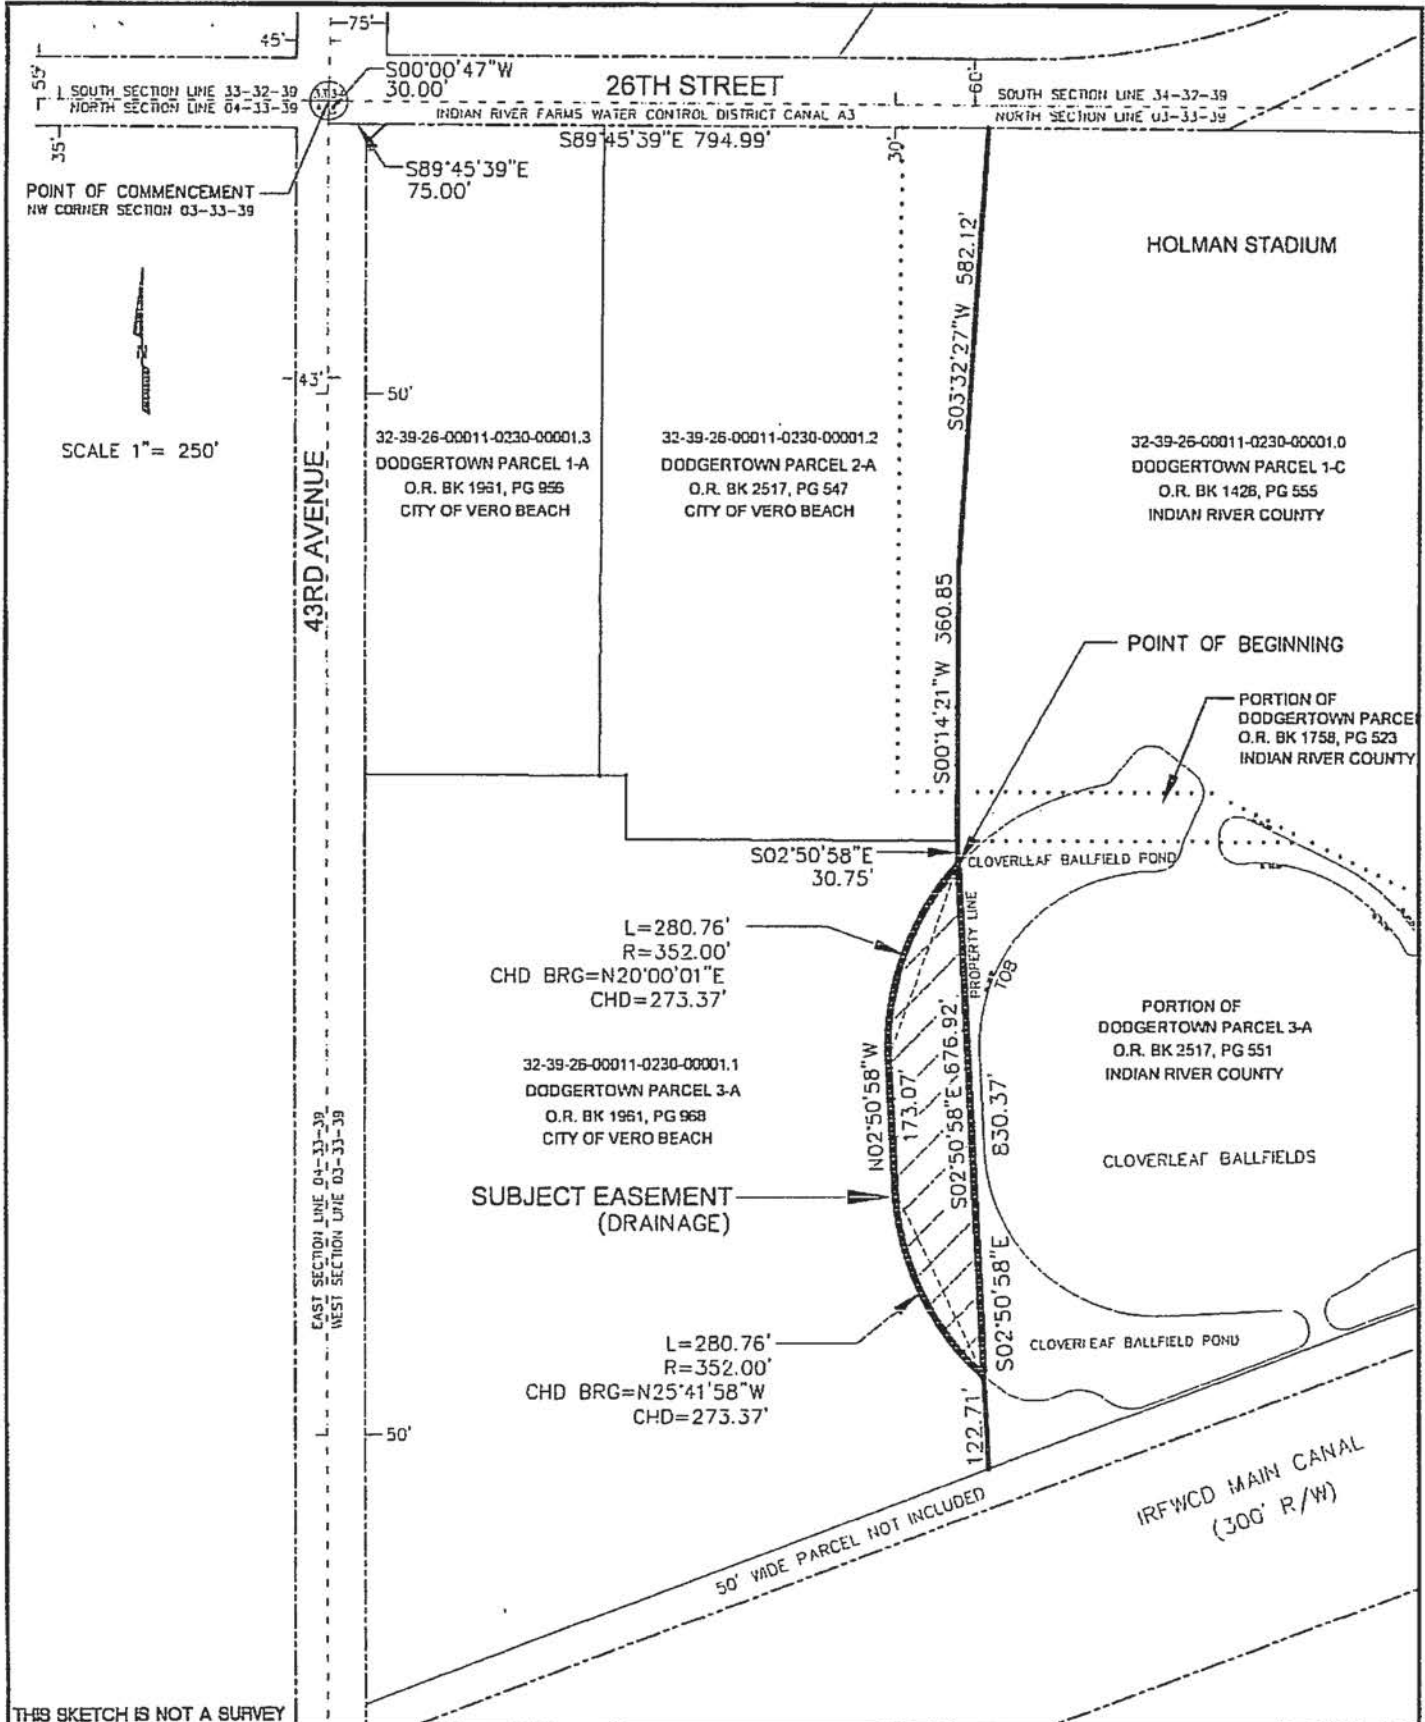 75'
45'
S00°00'47"W
30.00'
26TH STREET
55'
SOUTH SECTION LINE 33-32-39
NORTH SECTION LINE 04-33-39
60'
SOUTH SECTION LINE 34-32-39
NORTH SECTION LINE 03-33-39
INDIAN RIVER FARMS WATER CONTROL DISTRICT CANAL A3
S89°45'39"E 794.99'
35'
30'
S89°45'39"E
75.00'
POINT OF COMMENCEMENT
NW CORNER SECTION 03-33-39
HOLMAN STADIUM
S03°32'27"W 582.12'
N
43'
50'
SCALE 1"= 250'
43RD AVENUE
32-39-26-00011-0230-00001.3
DODGERTOWN PARCEL 1-A
O.R. BK 1961, PG 956
CITY OF VERO BEACH
32-39-26-00011-0230-00001.2
DODGERTOWN PARCEL 2-A
O.R. BK 2517, PG 547
CITY OF VERO BEACH
32-39-26-00011-0230-00001.0
DODGERTOWN PARCEL 1-C
O.R. BK 1426, PG 555
INDIAN RIVER COUNTY
S00°14'21"W 360.85
POINT OF BEGINNING
PORTION OF
DODGERTOWN PARCE
O.R. BK 1758, PG 523
INDIAN RIVER COUNTY
S02°50'58"E
30.75'
CLOVERLEAF BALLFIELD POND
L=280.76'
R=352.00'
CHD BRG=N20°00'01"E
CHD=273.37'
PROPERTY LINE
TOB
32-39-26-00011-0230-00001.1
DODGERTOWN PARCEL 3-A
O.R. BK 1961, PG 968
CITY OF VERO BEACH
N02°50'58"W
173.07'
S02°50'58"E 676.92'
830.37'
S02°50'58"E
PORTION OF
DODGERTOWN PARCEL 3-A
O.R. BK 2517, PG 551
INDIAN RIVER COUNTY
CLOVERLEAF BALLFIELDS
EAST SECTION LINE 04-33-39
WEST SECTION LINE 03-33-39
SUBJECT EASEMENT
(DRAINAGE)
L=280.76'
R=352.00'
CHD BRG=N25°41'58"W
CHD=273.37'
CLOVERLEAF BALLFIELD POND
50'
122.71'
50' WIDE PARCEL NOT INCLUDED
IRFWCD MAIN CANAL
(300' R/W)
THIS SKETCH IS NOT A SURVEY